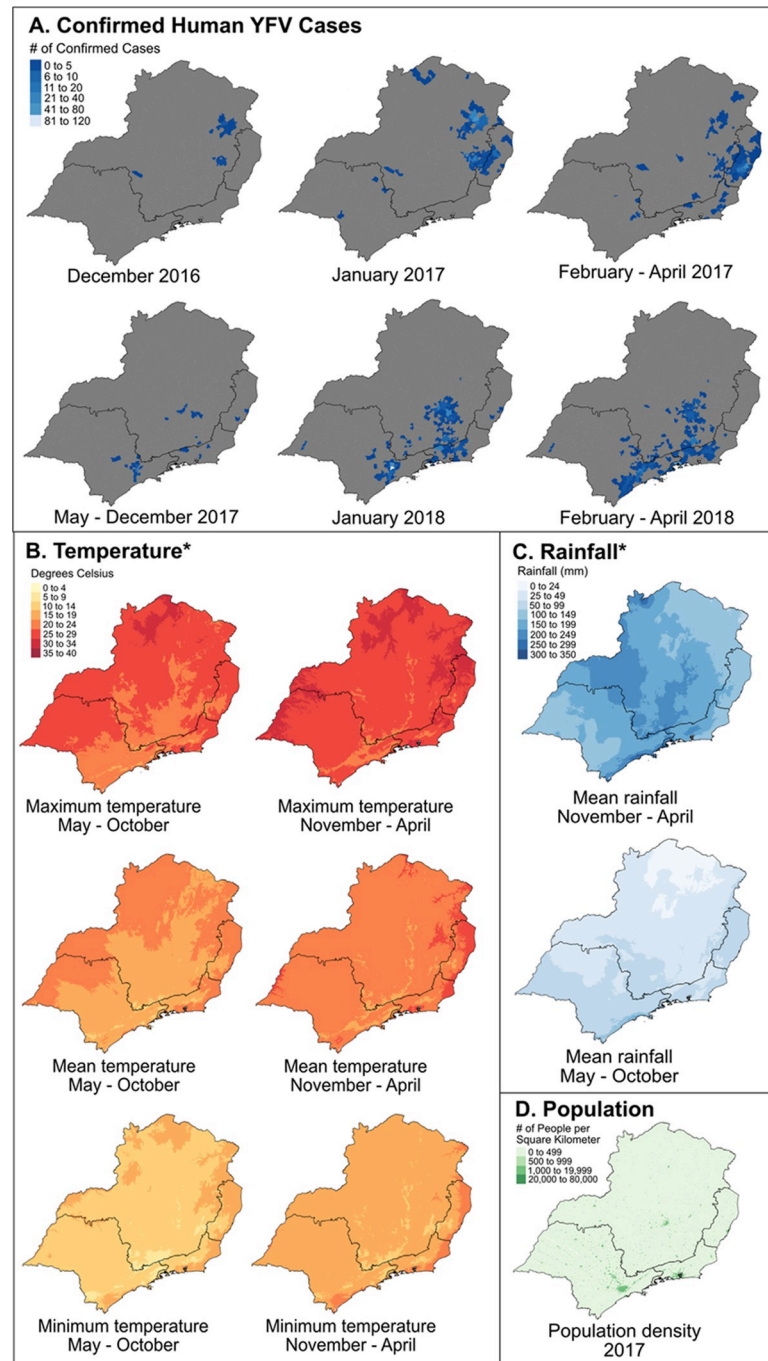 A. Confirmed Human YFV Cases
# of Confirmed Cases
0 to 5
6 to 10
11 to 20
21 to 40
41 to 80
81 to 120
December 2016
January 2017
February - April 2017
May - December 2017
January 2018
February - April 2018
B. Temperature*
Degrees Celsius
0 to 4
5 to 9
10 to 14
15 to 19
20 to 24
25 to 29
30 to 34
35 to 40
Maximum temperature
May - October
Maximum temperature
November - April
Mean temperature
May - October
Mean temperature
November - April
Minimum temperature
May - October
Minimum temperature
November - April
C. Rainfall*
Rainfall (mm)
0 to 24
25 to 49
50 to 99
100 to 149
150 to 199
200 to 249
250 to 299
300 to 350
Mean rainfall
November - April
Mean rainfall
May - October
D. Population
# of People per
Square Kilometer
0 to 499
500 to 999
1,000 to 19,999
20,000 to 80,000
Population density
2017